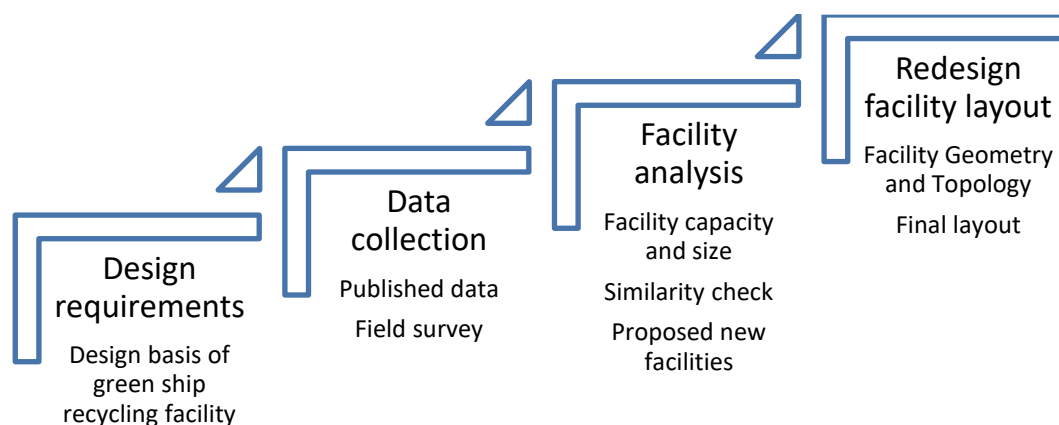 Design
requirements
Design basis of
green ship
recycling facility
Data
collection
Published data
Field survey
Facility
analysis
Facility capacity
and size
Similarity check
Proposed new
facilities
Redesign
facility layout
Facility Geometry
and Topology
Final layout